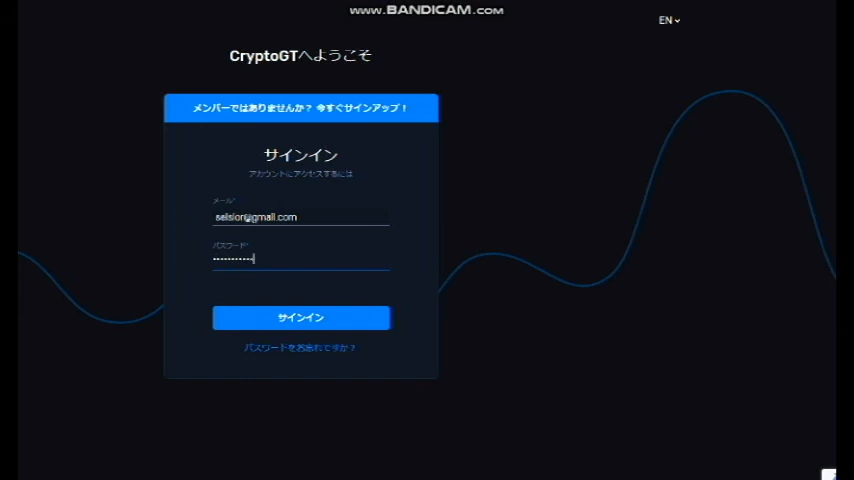 www.BANDICAM.com
EN
CryptoGTへようこそ
メンバーではありませんか？ 今すぐサインアップ！
サインイン
アカウントにアクセスするには
メール*
selsior@gmail.com
パスワード*
サインイン
パスワードをお忘れですか？